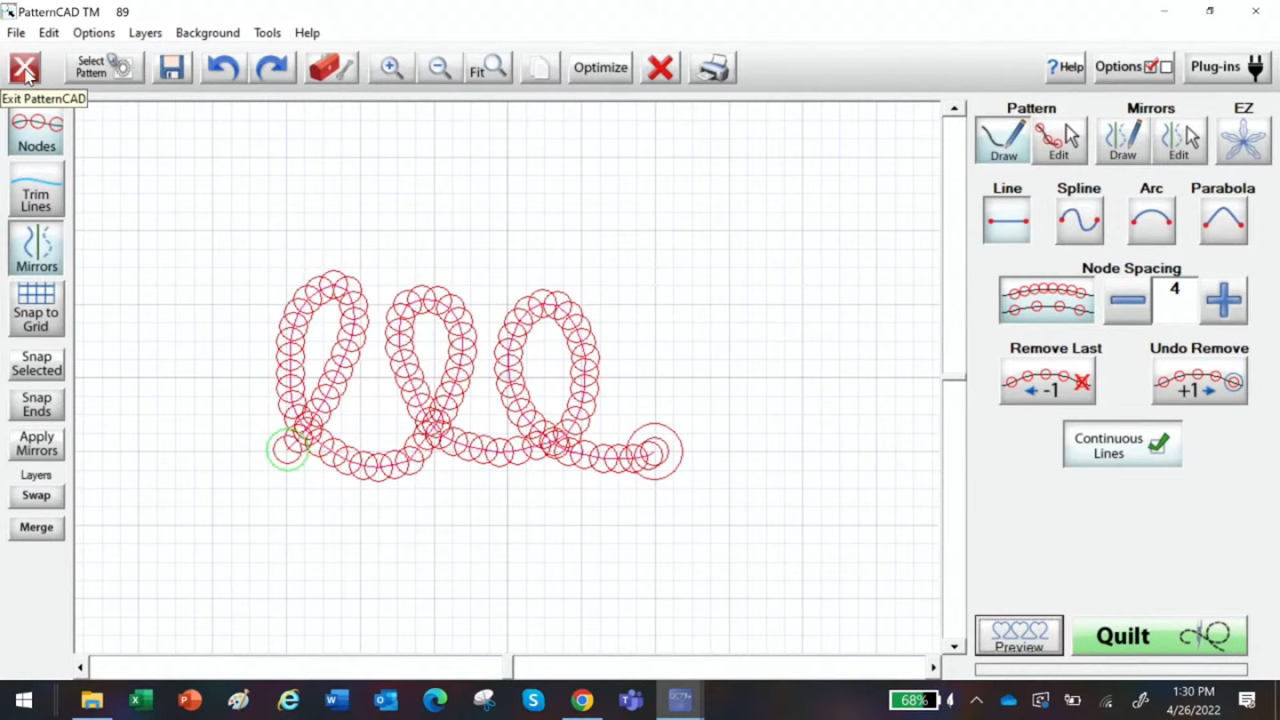 PatternCAD TM 89
File Edit Options Layers Background Tools Help
Select Pattern Fit Optimize ?Help Options Plug-ins
Exit PatternCAD
Nodes
Trim
Lines
Mirrors
Snap to
Grid
Snap
Selected
Snap
Ends
Apply
Mirrors
Layers
Swap
Merge
Pattern Mirrors EZ
Draw Edit Draw Edit
Line Spline Arc Parabola
Node Spacing
4
Remove Last Undo Remove
-1 +1
Continuous
Lines
Preview Quilt
68% 1:30 PM
4/26/2022